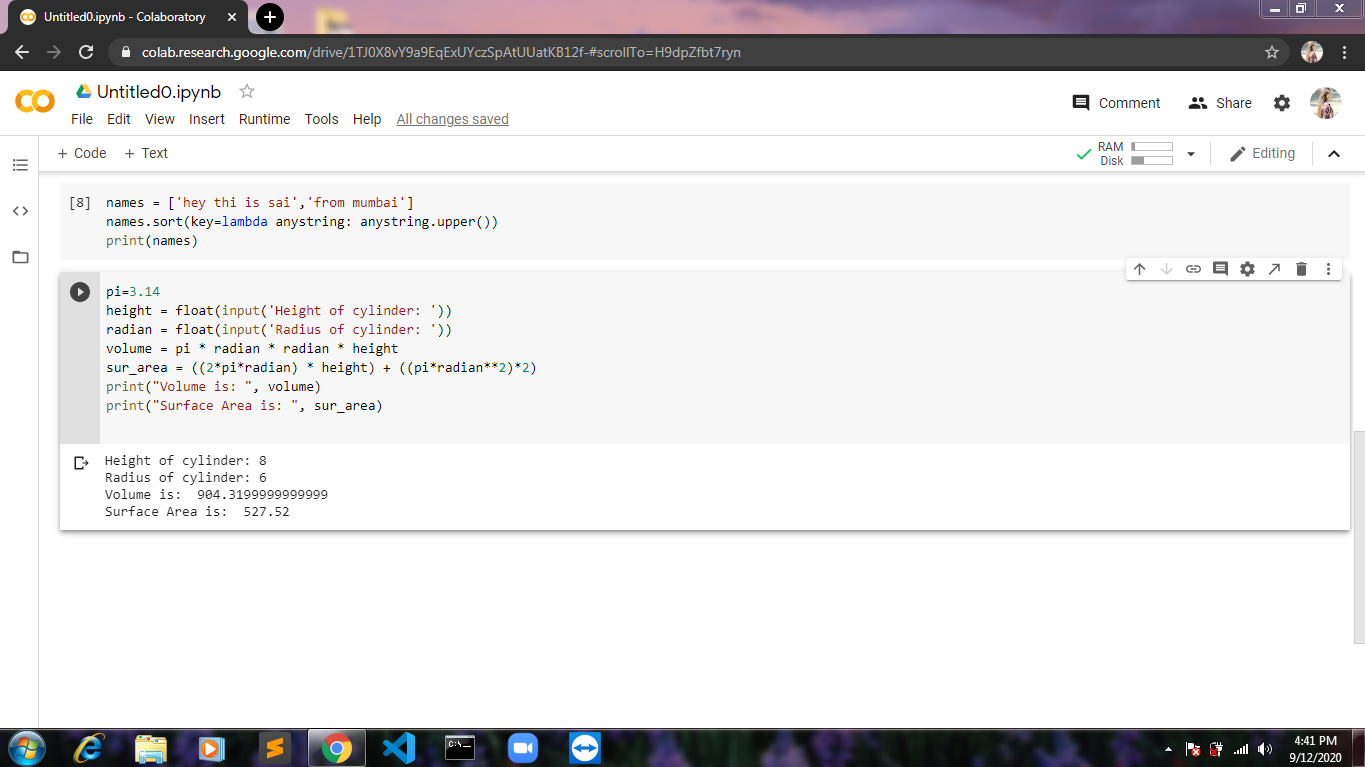 Untitled0.ipynb - Colaboratory
colab.research.google.com/drive/1TJ0X8vY9a9EqExUYczSpAtUUatKB12f-#scrollTo=H9dpZfbt7ryn
Untitled0.ipynb
Comment Share
File Edit View Insert Runtime Tools Help All changes saved
+ Code + Text
RAM
Disk
Editing
[8] names = ['hey thi is sai','from mumbai']
names.sort(key=lambda anystring: anystring.upper())
print(names)
pi=3.14
height = float(input('Height of cylinder: '))
radian = float(input('Radius of cylinder: '))
volume = pi * radian * radian * height
sur_area = ((2*pi*radian) * height) + ((pi*radian**2)*2)
print("Volume is: ", volume)
print("Surface Area is: ", sur_area)
Height of cylinder: 8
Radius of cylinder: 6
Volume is:  904.3199999999999
Surface Area is:  527.52
C:\_
4:41 PM
9/12/2020